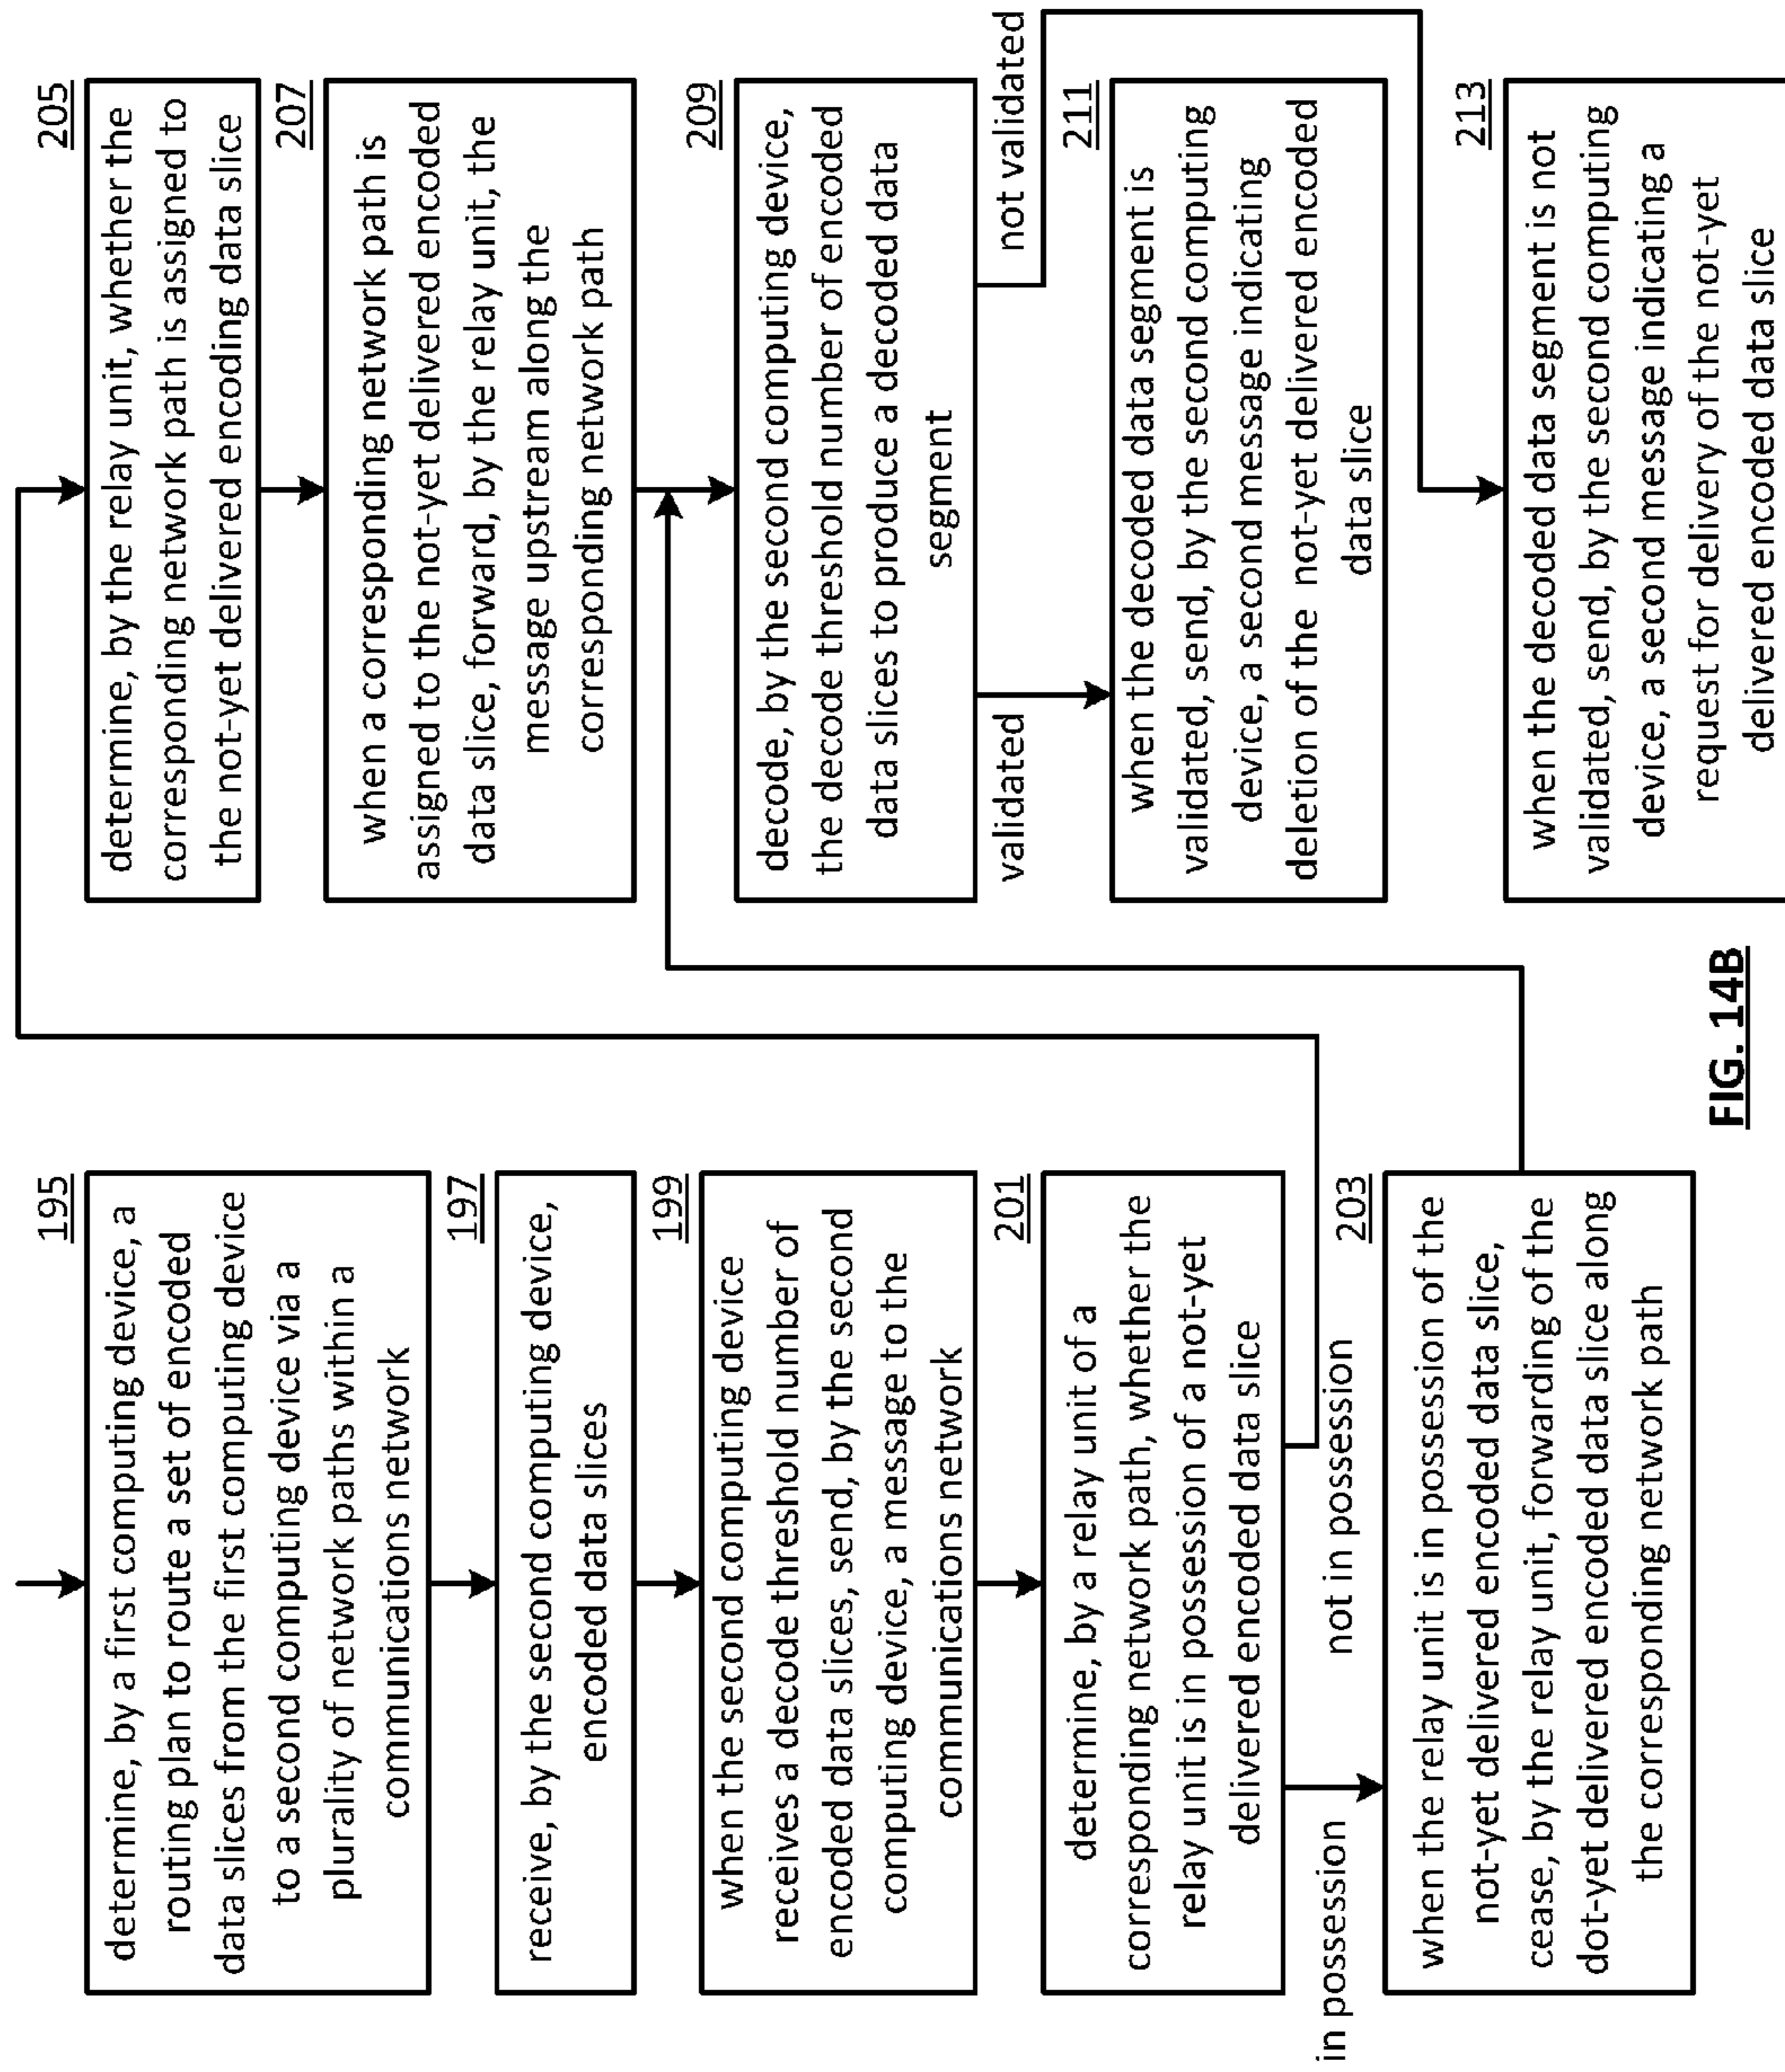 195
determine, by a first computing device, a
routing plan to route a set of encoded
data slices from the first computing device
to a second computing device via a
plurality of network paths within a
communications network
197
receive, by the second computing device,
encoded data slices
199
when the second computing device
receives a decode threshold number of
encoded data slices, send, by the second
computing device, a message to the
communications network
201
determine, by a relay unit of a
corresponding network path, whether the
relay unit is in possession of a not-yet
delivered encoded data slice
in possession
not in possession
203
when the relay unit is in possession of the
not-yet delivered encoded data slice,
cease, by the relay unit, forwarding of the
dot-yet delivered encoded data slice along
the corresponding network path
205
determine, by the relay unit, whether the
corresponding network path is assigned to
the not-yet delivered encoding data slice
207
when a corresponding network path is
assigned to the not-yet delivered encoded
data slice, forward, by the relay unit, the
message upstream along the
corresponding network path
209
decode, by the second computing device,
the decode threshold number of encoded
data slices to produce a decoded data
segment
validated
not validated
211
when the decoded data segment is
validated, send, by the second computing
device, a second message indicating
deletion of the not-yet delivered encoded
data slice
213
when the decoded data segment is not
validated, send, by the second computing
device, a second message indicating a
request for delivery of the not-yet
delivered encoded data slice
FIG. 14B